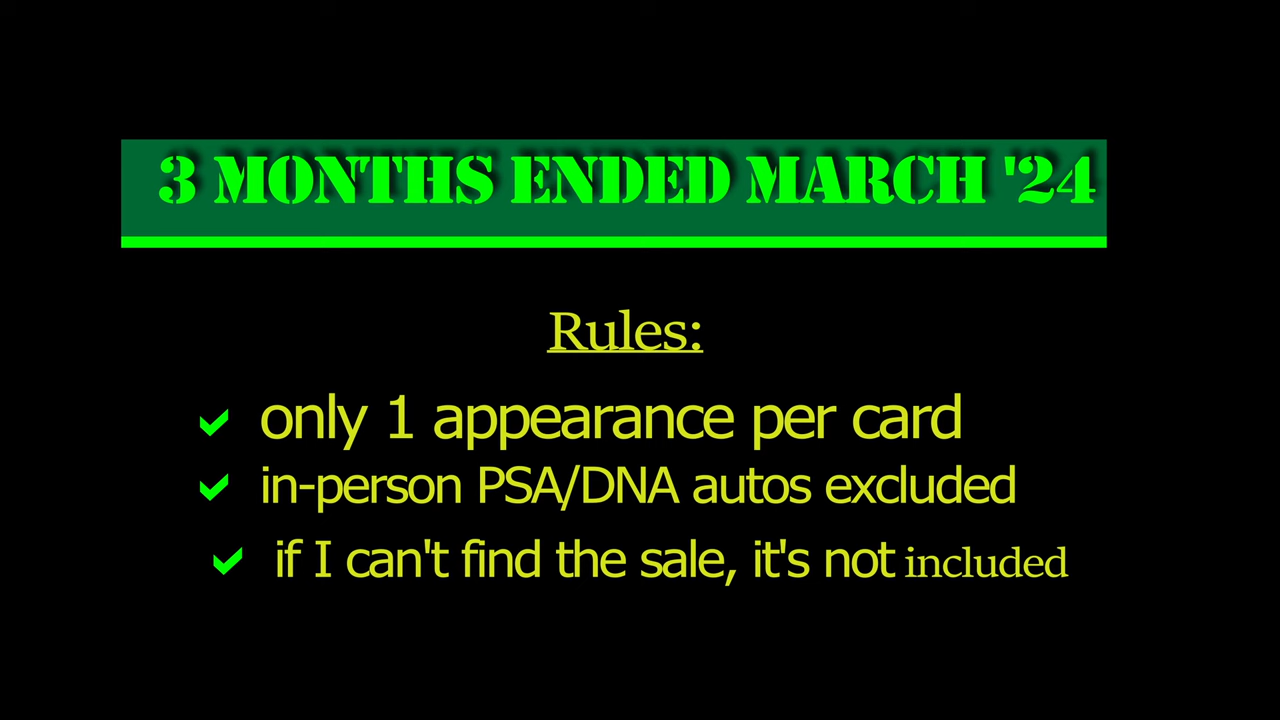 3 MONTHS ENDED MARCH '24
Rules:
only 1 appearance per card
in-person PSA/DNA autos excluded
if I can't find the sale, it's not included